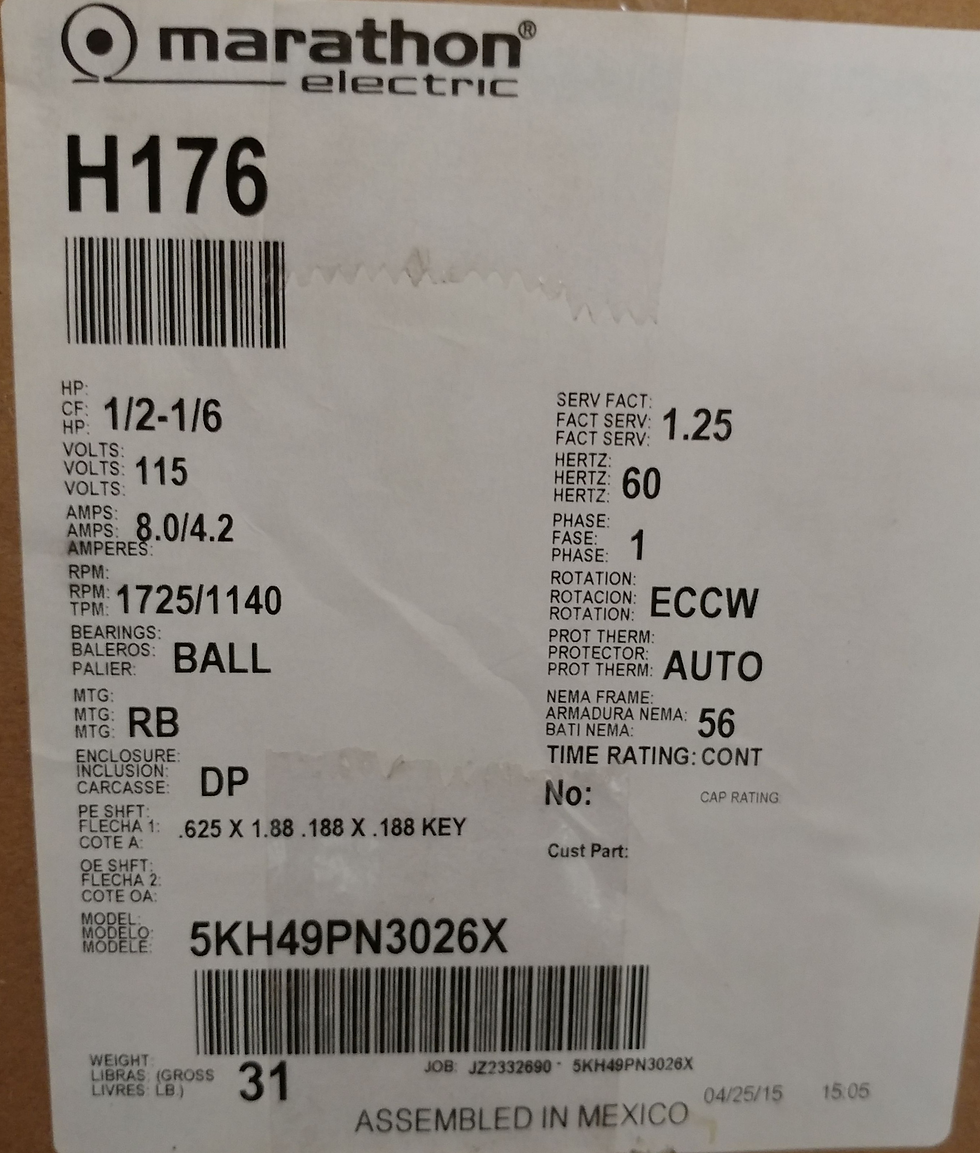 marathon®
electric
H176
HP:
CF: 1/2-1/6
HP:
VOLTS:
VOLTS: 115
VOLTS:
AMPS:
AMPS: 8.0/4.2
AMPERES:
RPM:
RPM: 1725/1140
TPM:
BEARINGS:
BALEROS: BALL
PALIER:
MTG:
MTG: RB
MTG:
ENCLOSURE:
INCLUSION: DP
CARCASSE:
PE SHFT:
FLECHA 1: .625 X 1.88 .188 X .188 KEY
COTE A:
OE SHFT:
FLECHA 2:
COTE OA:
MODEL:
MODELO: 5KH49PN3026X
MODELE:
SERV FACT:
FACT SERV: 1.25
FACT SERV:
HERTZ:
HERTZ: 60
HERTZ:
PHASE:
FASE: 1
PHASE:
ROTATION:
ROTACION: ECCW
ROTATION:
PROT THERM:
PROTECTOR: AUTO
PROT THERM:
NEMA FRAME:
ARMADURA NEMA: 56
BATI NEMA:
TIME RATING: CONT
No: CAP RATING
Cust Part:
WEIGHT:
LIBRAS: (GROSS 31
LIVRES: LB.)
JOB: JZ2332690 - 5KH49PN3026X
04/25/15 15:05
ASSEMBLED IN MEXICO